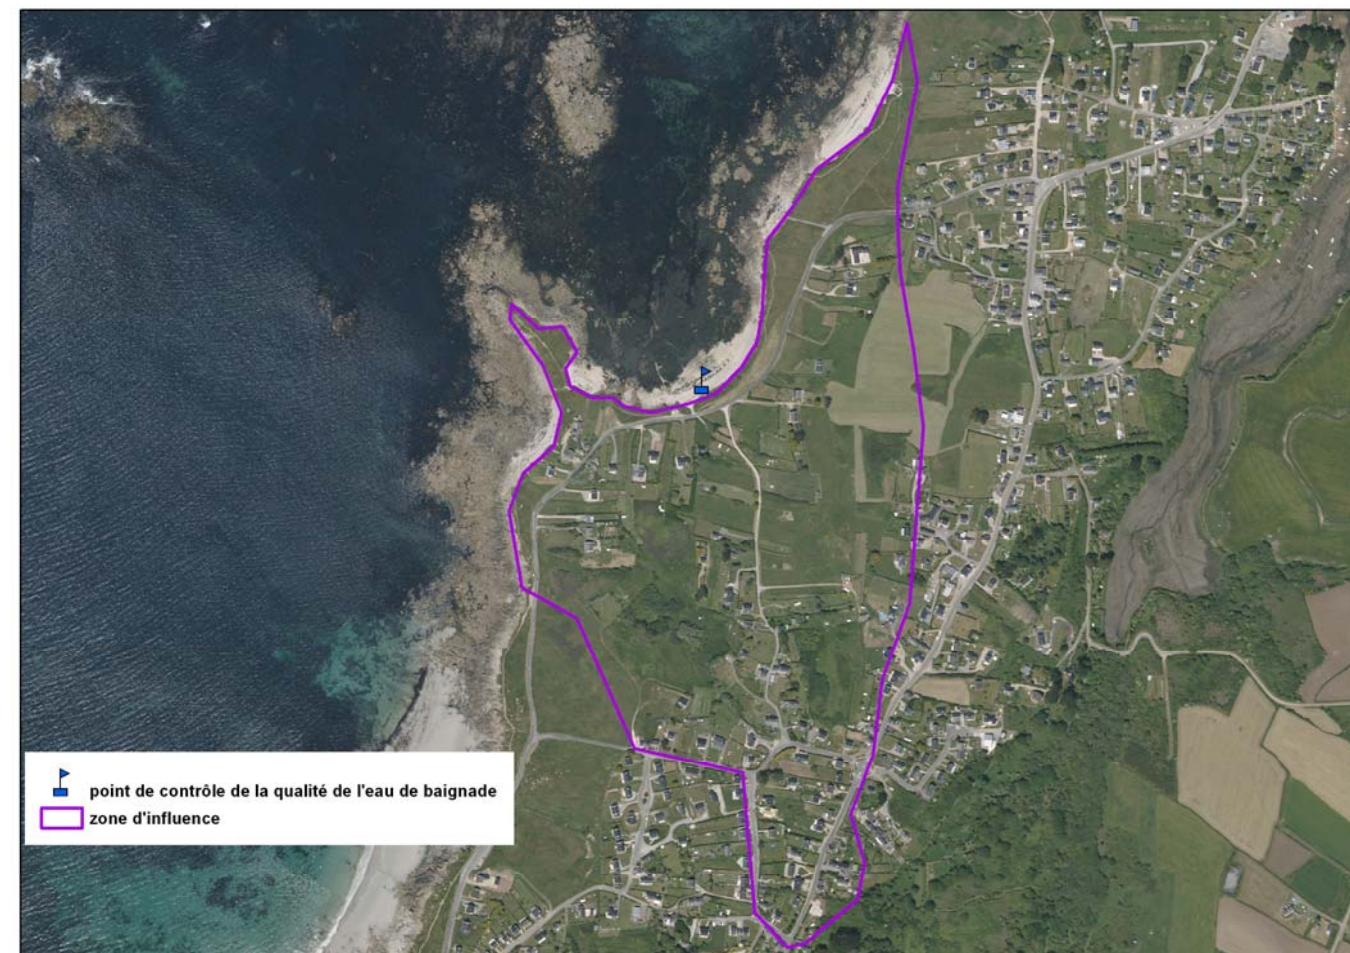 point de contrôle de la qualité de l'eau de baignade
zone d'influence